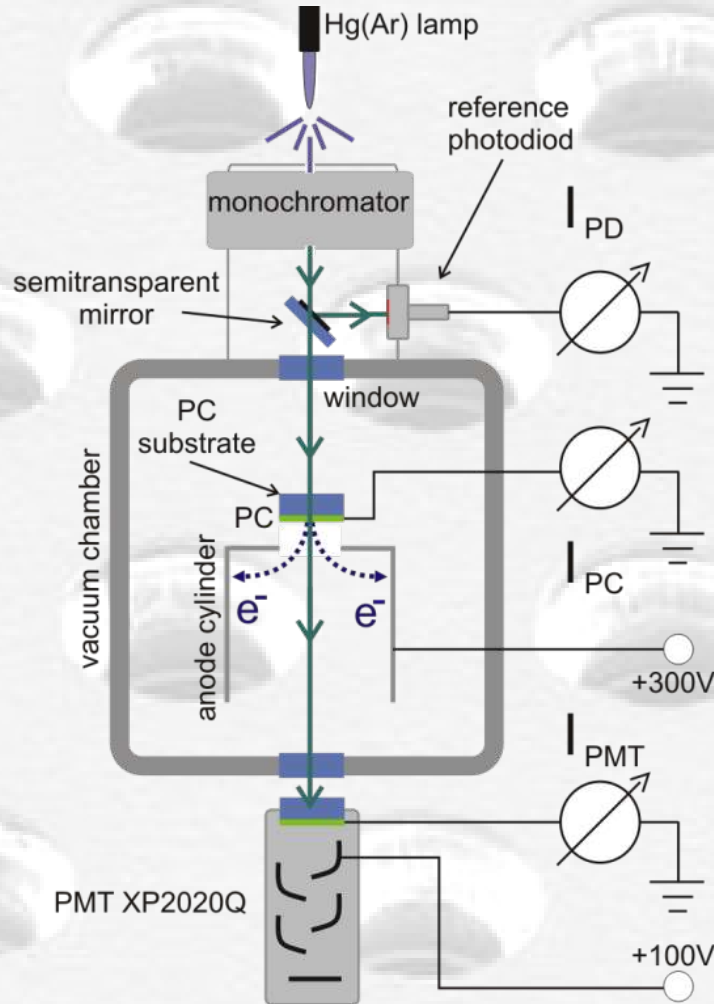 Hg(Ar) lamp
reference
photodiod
monochromator
I PD
semitransparent
mirror
window
PC
substrate
PC
vacuum chamber
anode cylinder
e-
e-
I PC
+300V
I PMT
PMT XP2020Q
+100V